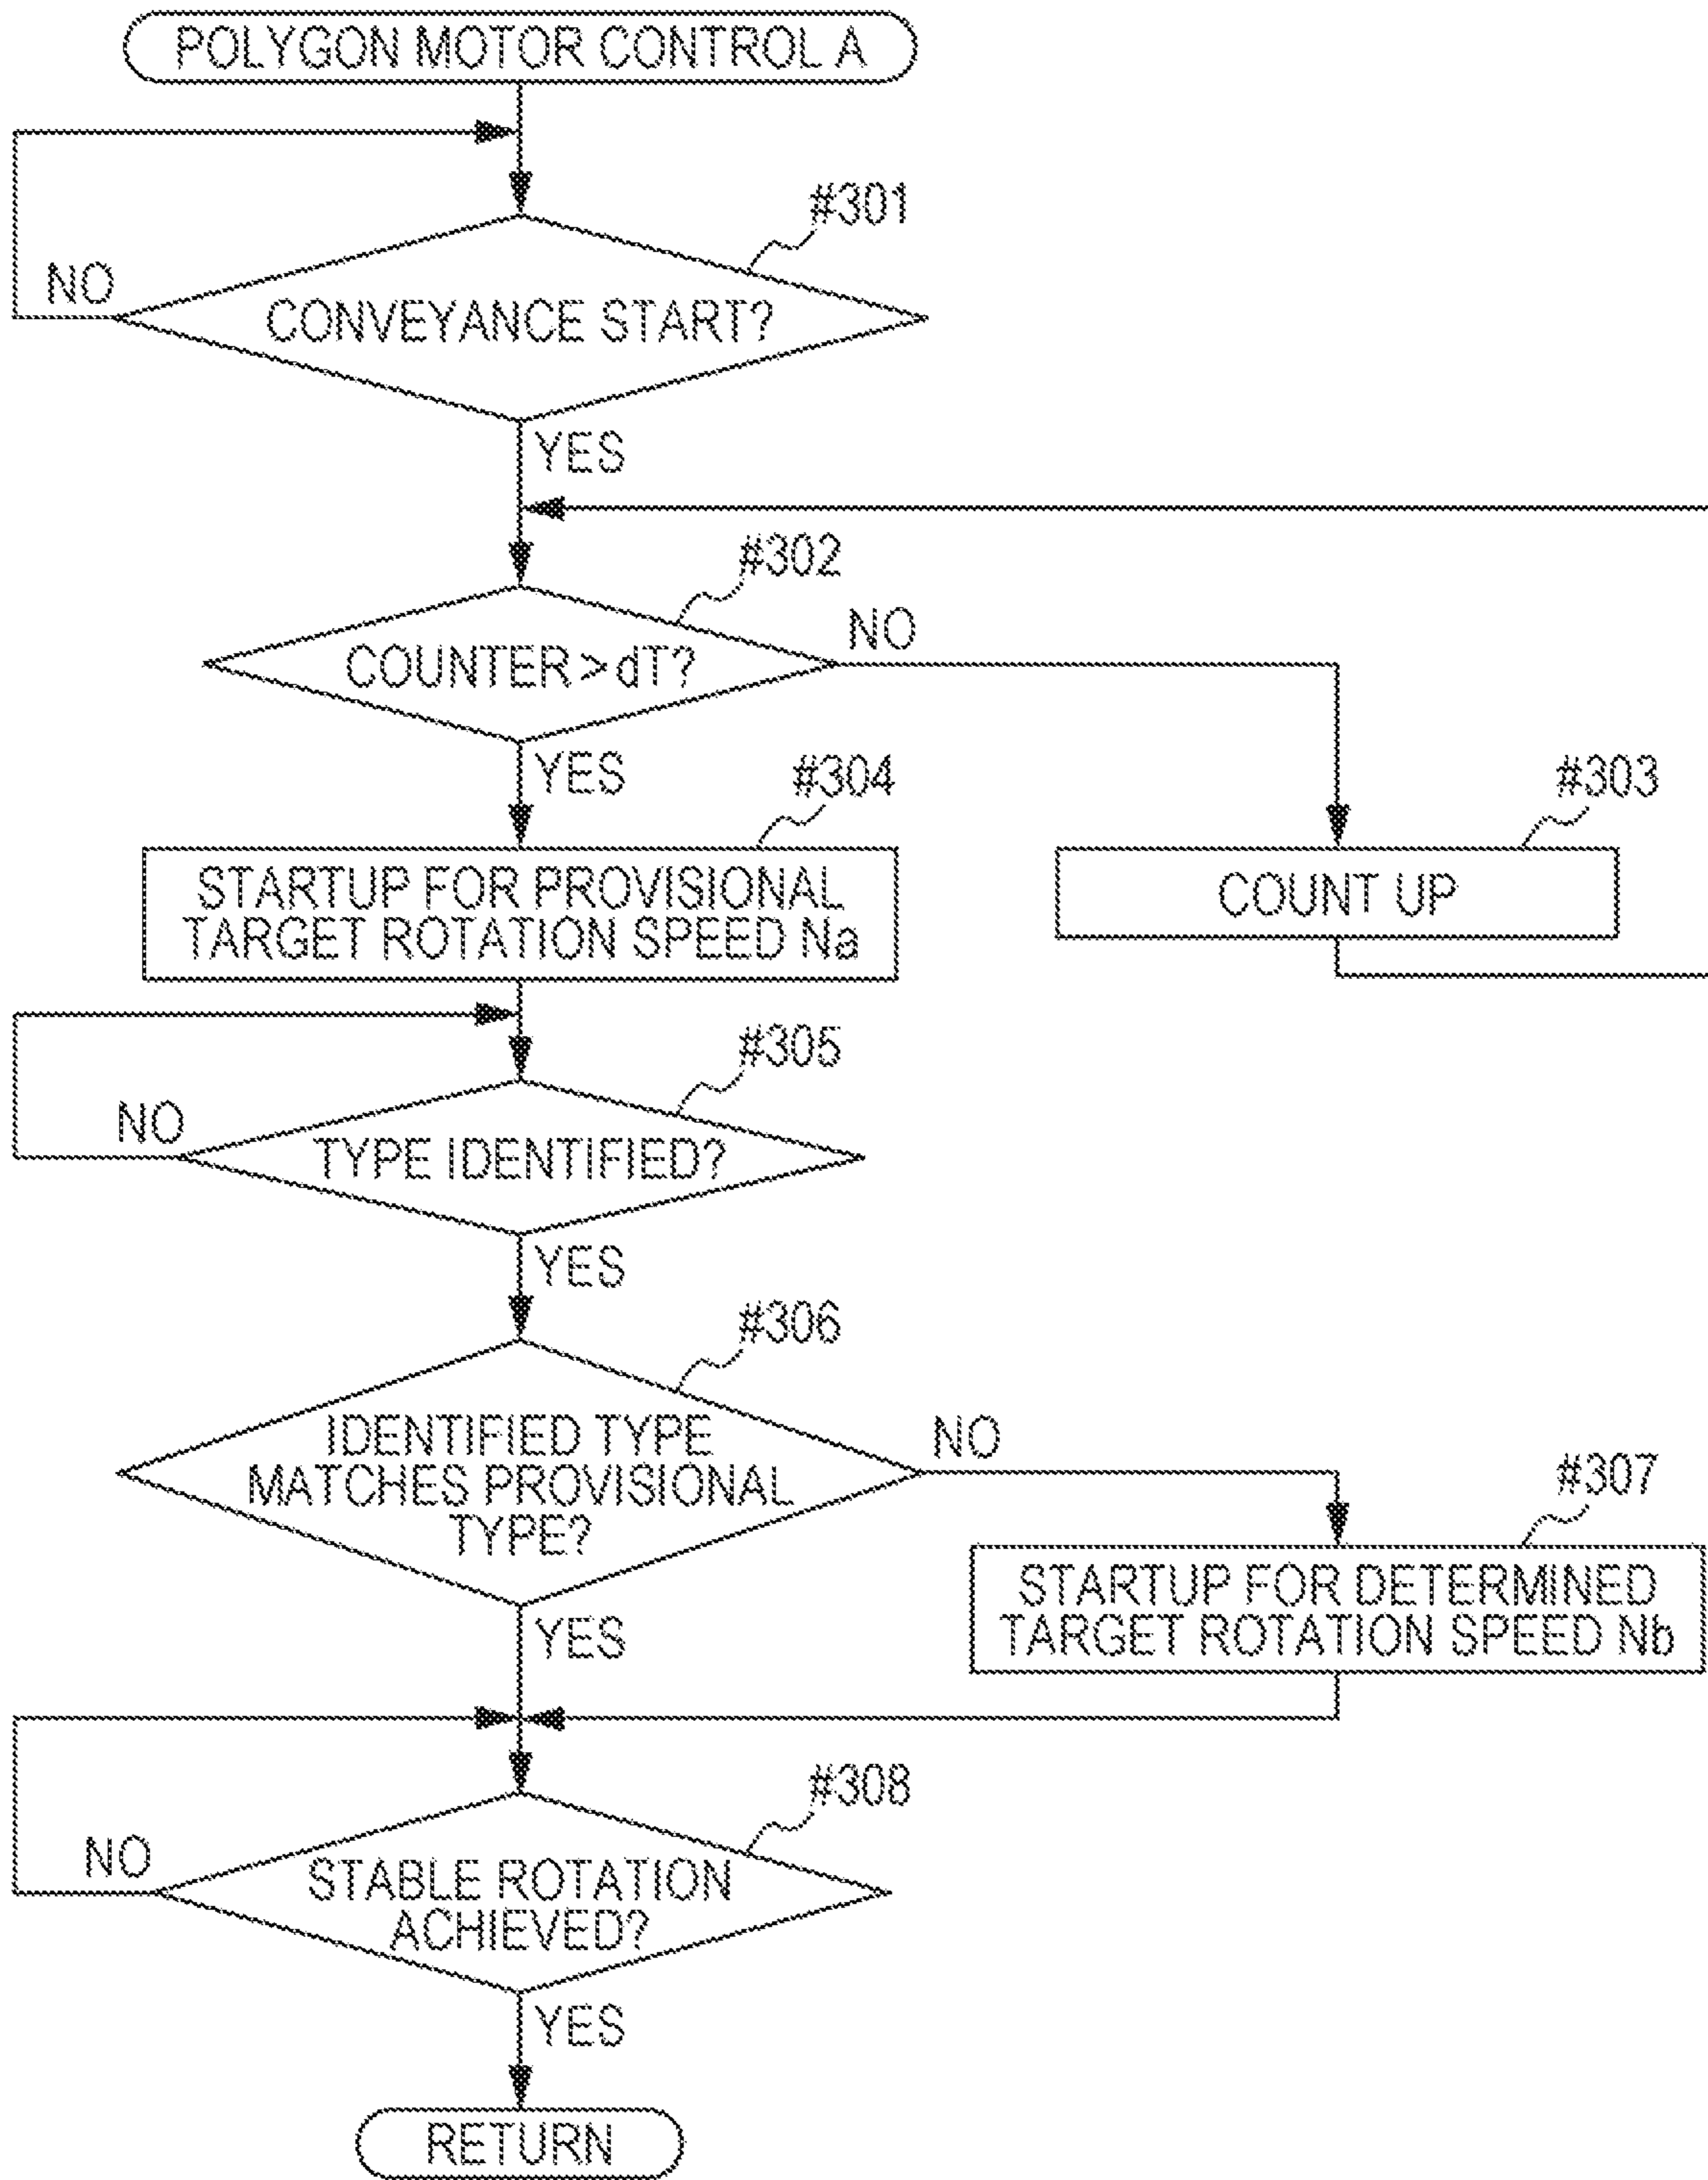 POLYGON MOTOR CONTROL A
#301
NO
CONVEYANCE START?
YES
#302
NO
COUNTER > dT?
YES
#304
#303
STARTUP FOR PROVISIONAL
TARGET ROTATION SPEED Na
COUNT UP
#305
NO
TYPE IDENTIFIED?
YES
#306
IDENTIFIED TYPE
MATCHES PROVISIONAL
TYPE?
NO
#307
STARTUP FOR DETERMINED
TARGET ROTATION SPEED Nb
YES
#308
NO
STABLE ROTATION
ACHIEVED?
YES
RETURN